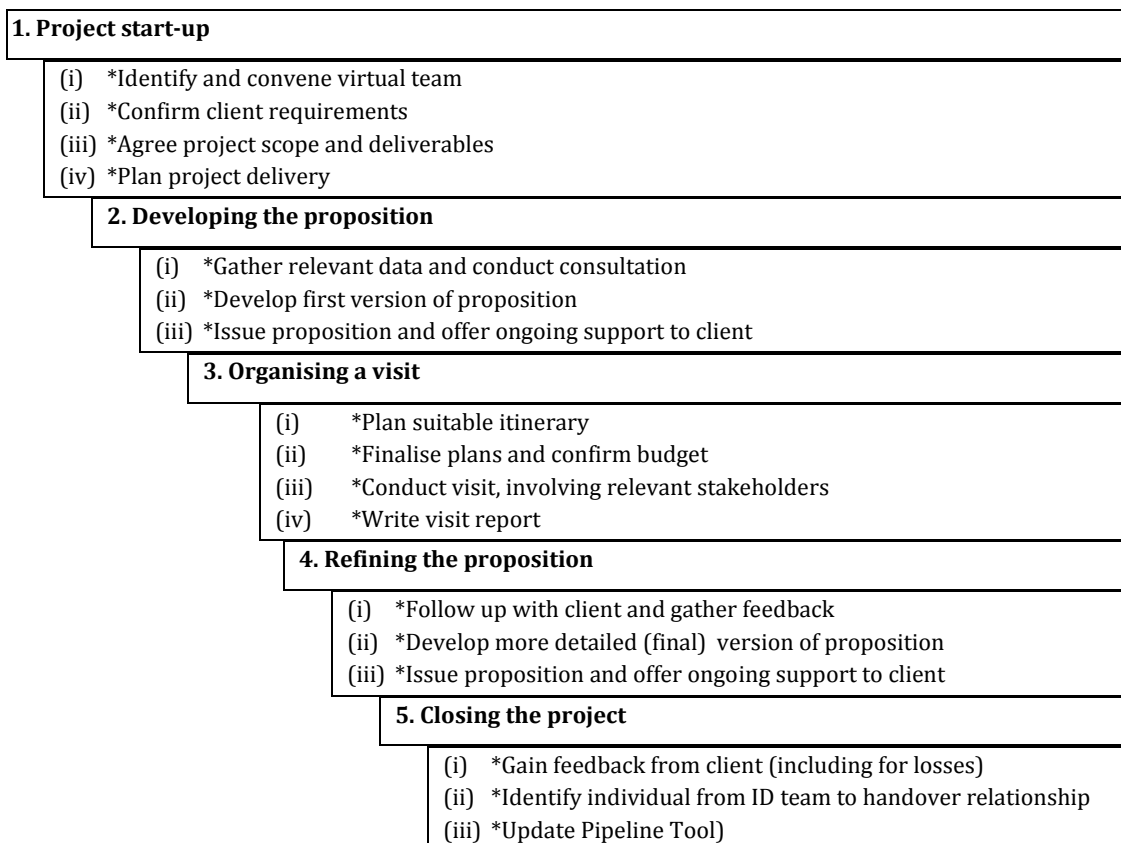 1. Project start-up
(i) *Identify and convene virtual team
(ii) *Confirm client requirements
(iii) *Agree project scope and deliverables
(iv) *Plan project delivery
2. Developing the proposition
(i) *Gather relevant data and conduct consultation
(ii) *Develop first version of proposition
(iii) *Issue proposition and offer ongoing support to client
3. Organising a visit
(i) *Plan suitable itinerary
(ii) *Finalise plans and confirm budget
(iii) *Conduct visit, involving relevant stakeholders
(iv) *Write visit report
4. Refining the proposition
(i) *Follow up with client and gather feedback
(ii) *Develop more detailed (final) version of proposition
(iii) *Issue proposition and offer ongoing support to client
5. Closing the project
(i) *Gain feedback from client (including for losses)
(ii) *Identify individual from ID team to handover relationship
(iii) *Update Pipeline Tool)